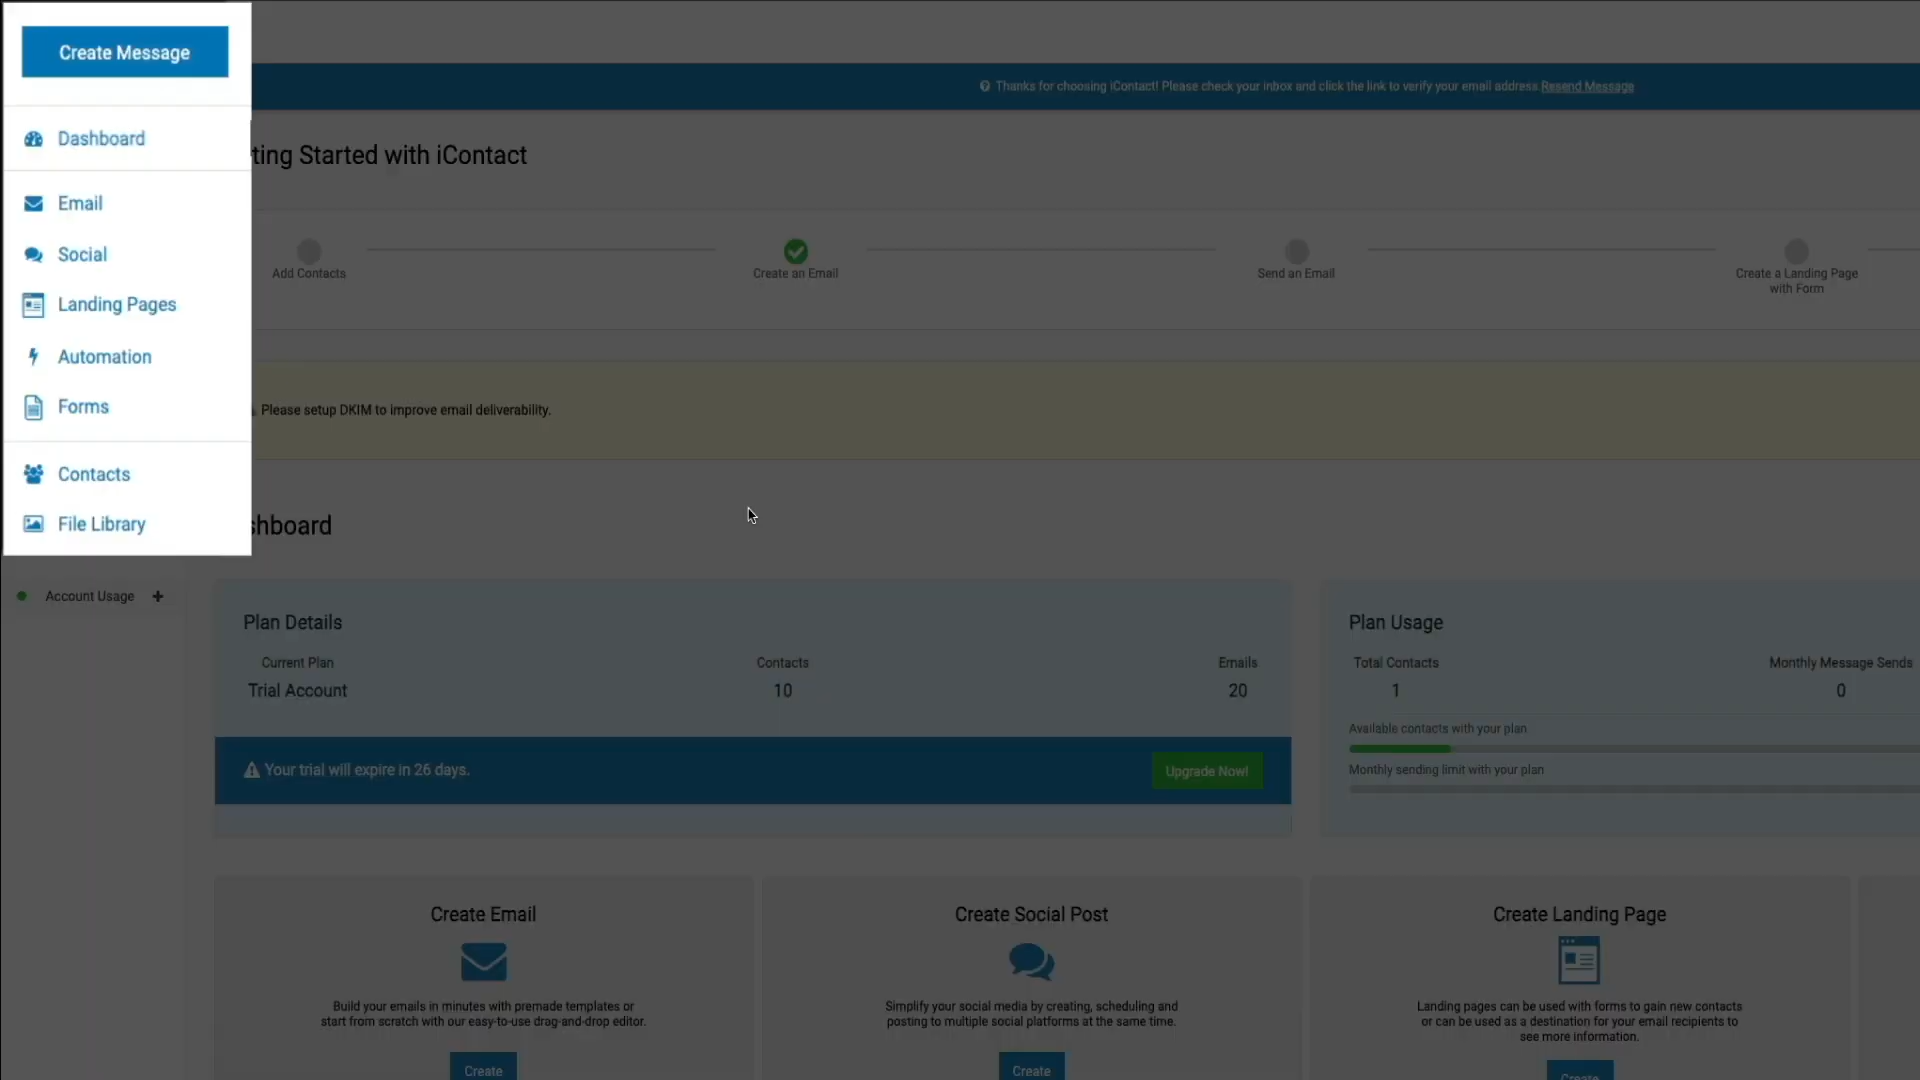 Create Message
Thanks for choosing iContact! Please check your inbox and click the link to verify your email address. Resend Message
Dashboard
ting Started with iContact
Email
Social
Add Contacts
Create an Email
Send an Email
Create a Landing Page
with Form
Landing Pages
Automation
Forms
Please setup DKIM to improve email deliverability.
Contacts
File Library
shboard
Account Usage +
Plan Details
Current Plan
Contacts
Emails
Trial Account
10
20
Your trial will expire in 26 days.
Upgrade Now!
Plan Usage
Total Contacts
Monthly Message Sends
1
0
Available contacts with your plan
Monthly sending limit with your plan
Create Email
Build your emails in minutes with premade templates or
start from scratch with our easy-to-use drag-and-drop editor.
Create
Create Social Post
Simplify your social media by creating, scheduling and
posting to multiple social platforms at the same time.
Create
Create Landing Page
Landing pages can be used with forms to gain new contacts
or can be used as a destination for your email recipients to
see more information.
Create